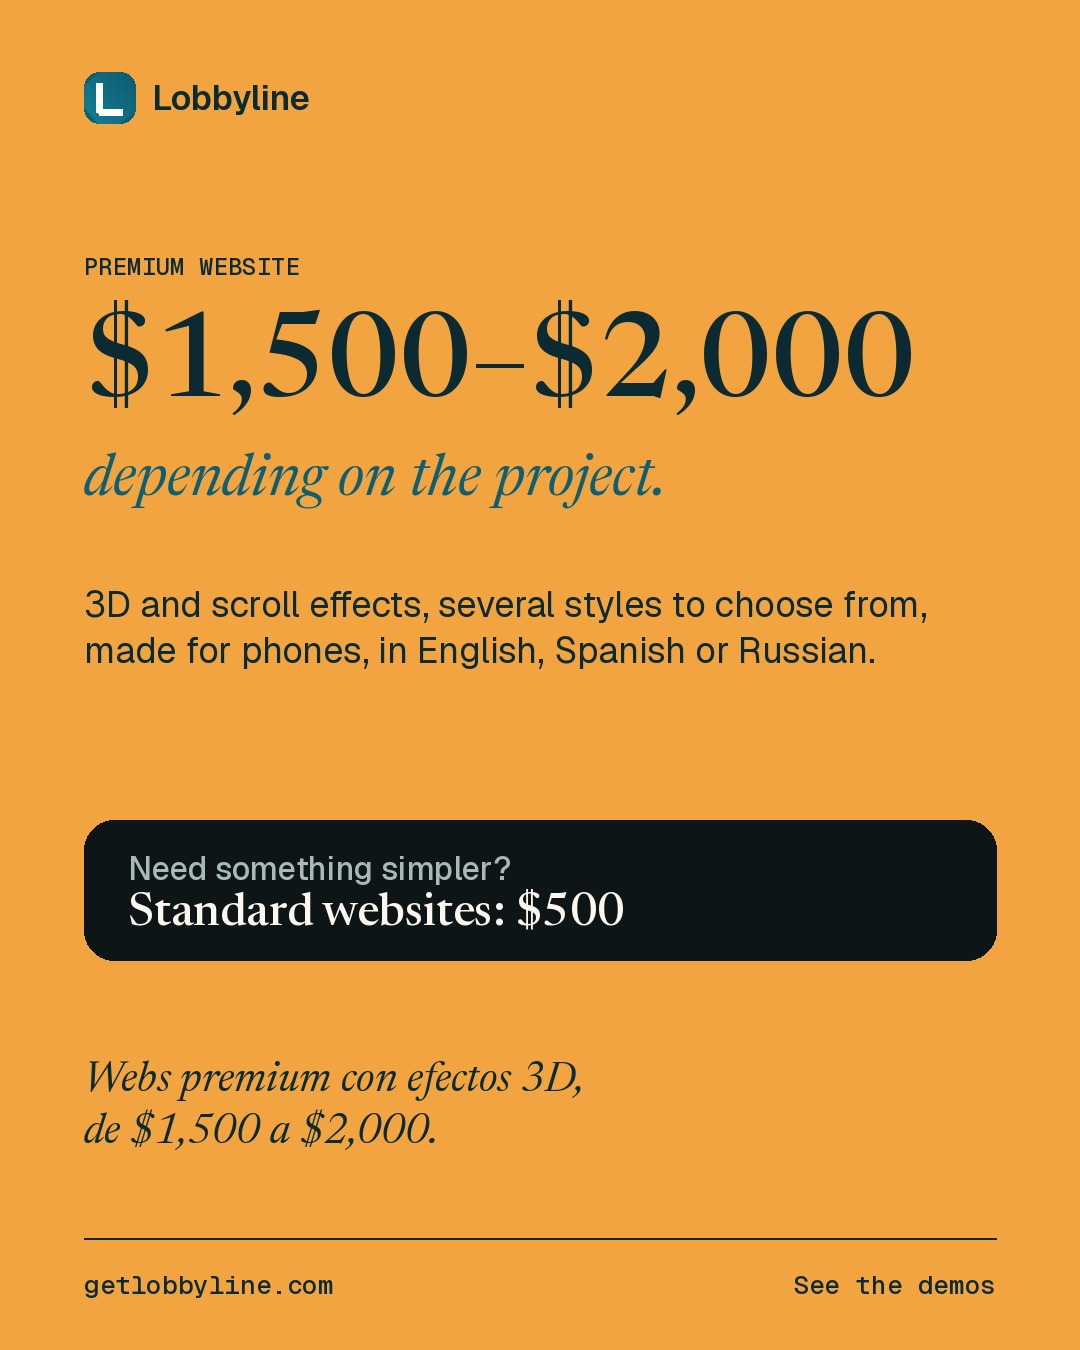 Lobbyline
PREMIUM WEBSITE
$1,500–$2,000
depending on the project.
3D and scroll effects, several styles to choose from,
made for phones, in English, Spanish or Russian.
Need something simpler?
Standard websites: $500
Webs premium con efectos 3D,
de $1,500 a $2,000.
getlobbyline.com
See the demos